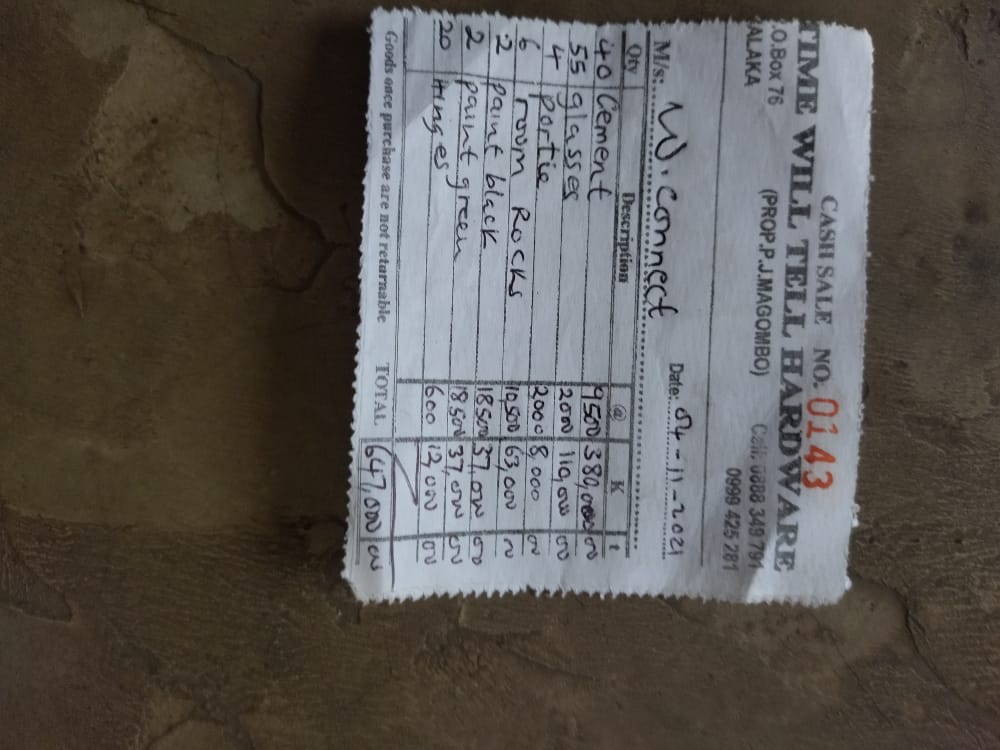 CASH SALE NO. 0143
TIME WILL TELL HARDWARE
.O.Box 76 (PROP.P.J.MAGOMBO) Cell: 0888 349 791
ALAKA 0999 425 281
M/s: W. Connect Date: 04-11-2021
Qty Description @ K t
40 Cement 9500 380,000 00
55 glasses 2000 110,000 00
4 portie 2000 8,000 00
6 room Rocks 10,500 63,000 00
2 paint black 18500 37,000 00
2 paint green 18500 37,000 00
20 Hinges 600 12,000 00
Goods once purchase are not returnable TOTAL 647,000 00